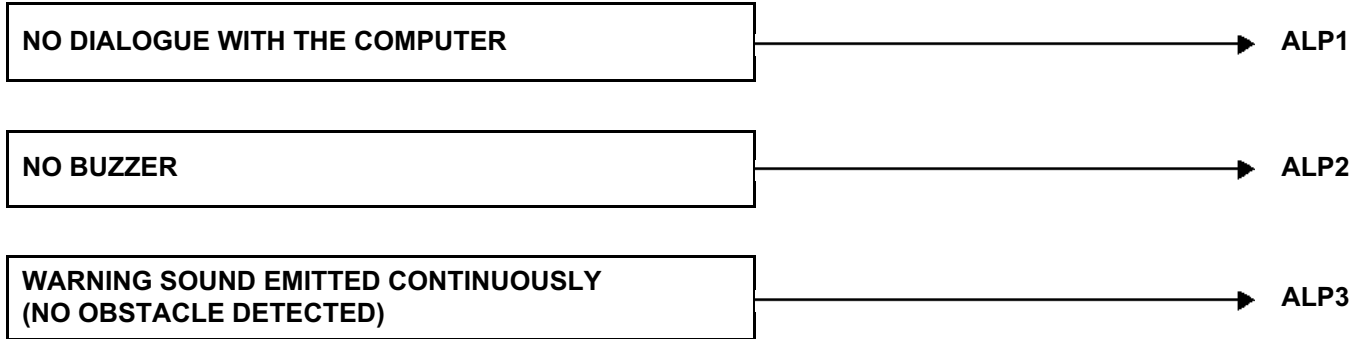 NO DIALOGUE WITH THE COMPUTER
ALP1
NO BUZZER
ALP2
WARNING SOUND EMITTED CONTINUOUSLY
(NO OBSTACLE DETECTED)
ALP3